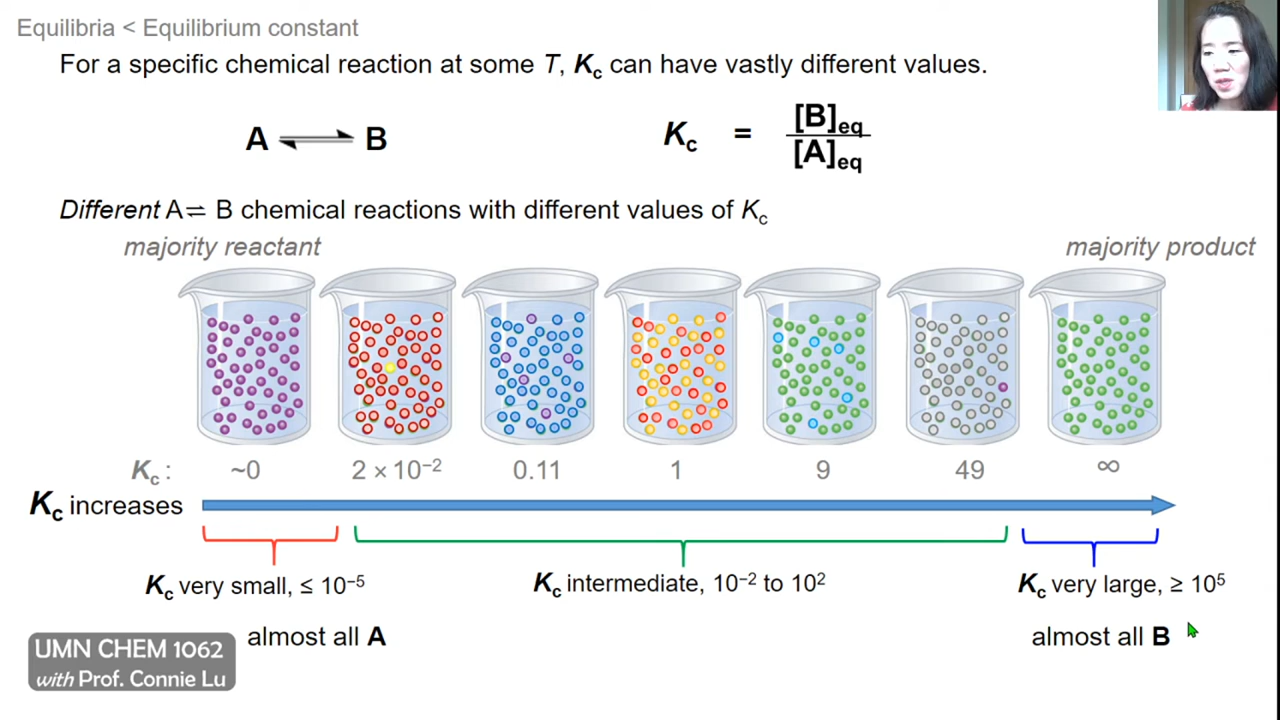 Equilibria < Equilibrium constant
For a specific chemical reaction at some T, Kc can have vastly different values.
A ⇌ B
Kc = [B]eq / [A]eq
Different A⇌ B chemical reactions with different values of Kc
majority reactant majority product
Kc : ~0 2 × 10⁻² 0.11 1 9 49 ∞
Kc increases
Kc very small, ≤ 10⁻⁵ Kc intermediate, 10⁻² to 10² Kc very large, ≥ 10⁵
almost all A almost all B
UMN CHEM 1062
with Prof. Connie Lu